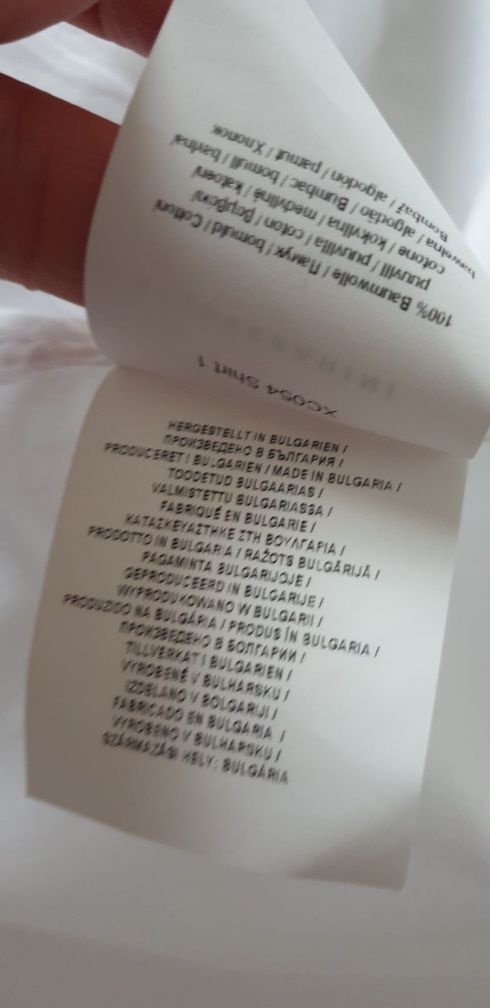 100% Baumwolle / Памук / bomuld / Cotton/
puuvill / puuvilla / coton / βαμβάκι/
cotone / kokvilna / medvilnė / katoen/
bawełna / algodão / Bumbac / bomull / bavlna/
Bombaž / algodón / pamut / Хлопок
XC054 Shirt 1
HERGESTELLT IN BULGARIEN /
ПРОИЗВЕДЕНО В БЪЛГАРИЯ /
PRODUCERET I BULGARIEN / MADE IN BULGARIA /
TOODETUD BULGAARIAS /
VALMISTETTU BULGARIASSA /
FABRIQUÉ EN BULGARIE /
ΚΑΤΑΣΚΕΥΑΣΤΗΚΕ ΣΤΗ ΒΟΥΛΓΑΡΙΑ /
PRODOTTO IN BULGARIA / RAŽOTS BULGĀRIJĀ /
PAGAMINTA BULGARIJOJE /
GEPRODUCEERD IN BULGARIJE /
WYPRODUKOWANO W BULGARII /
PRODUZIDO NA BULGÁRIA / PRODUS ÎN BULGARIA /
ПРОИЗВЕДЕНО В БОЛГАРИИ /
TILLVERKAT I BULGARIEN /
VYROBENÉ V BULHARSKU /
IZDELANO V BOLGARIJI /
FABRICADO EN BULGARIA /
VYROBENO V BULHARSKU /
SZÁRMAZÁSI HELY: BULGÁRIA